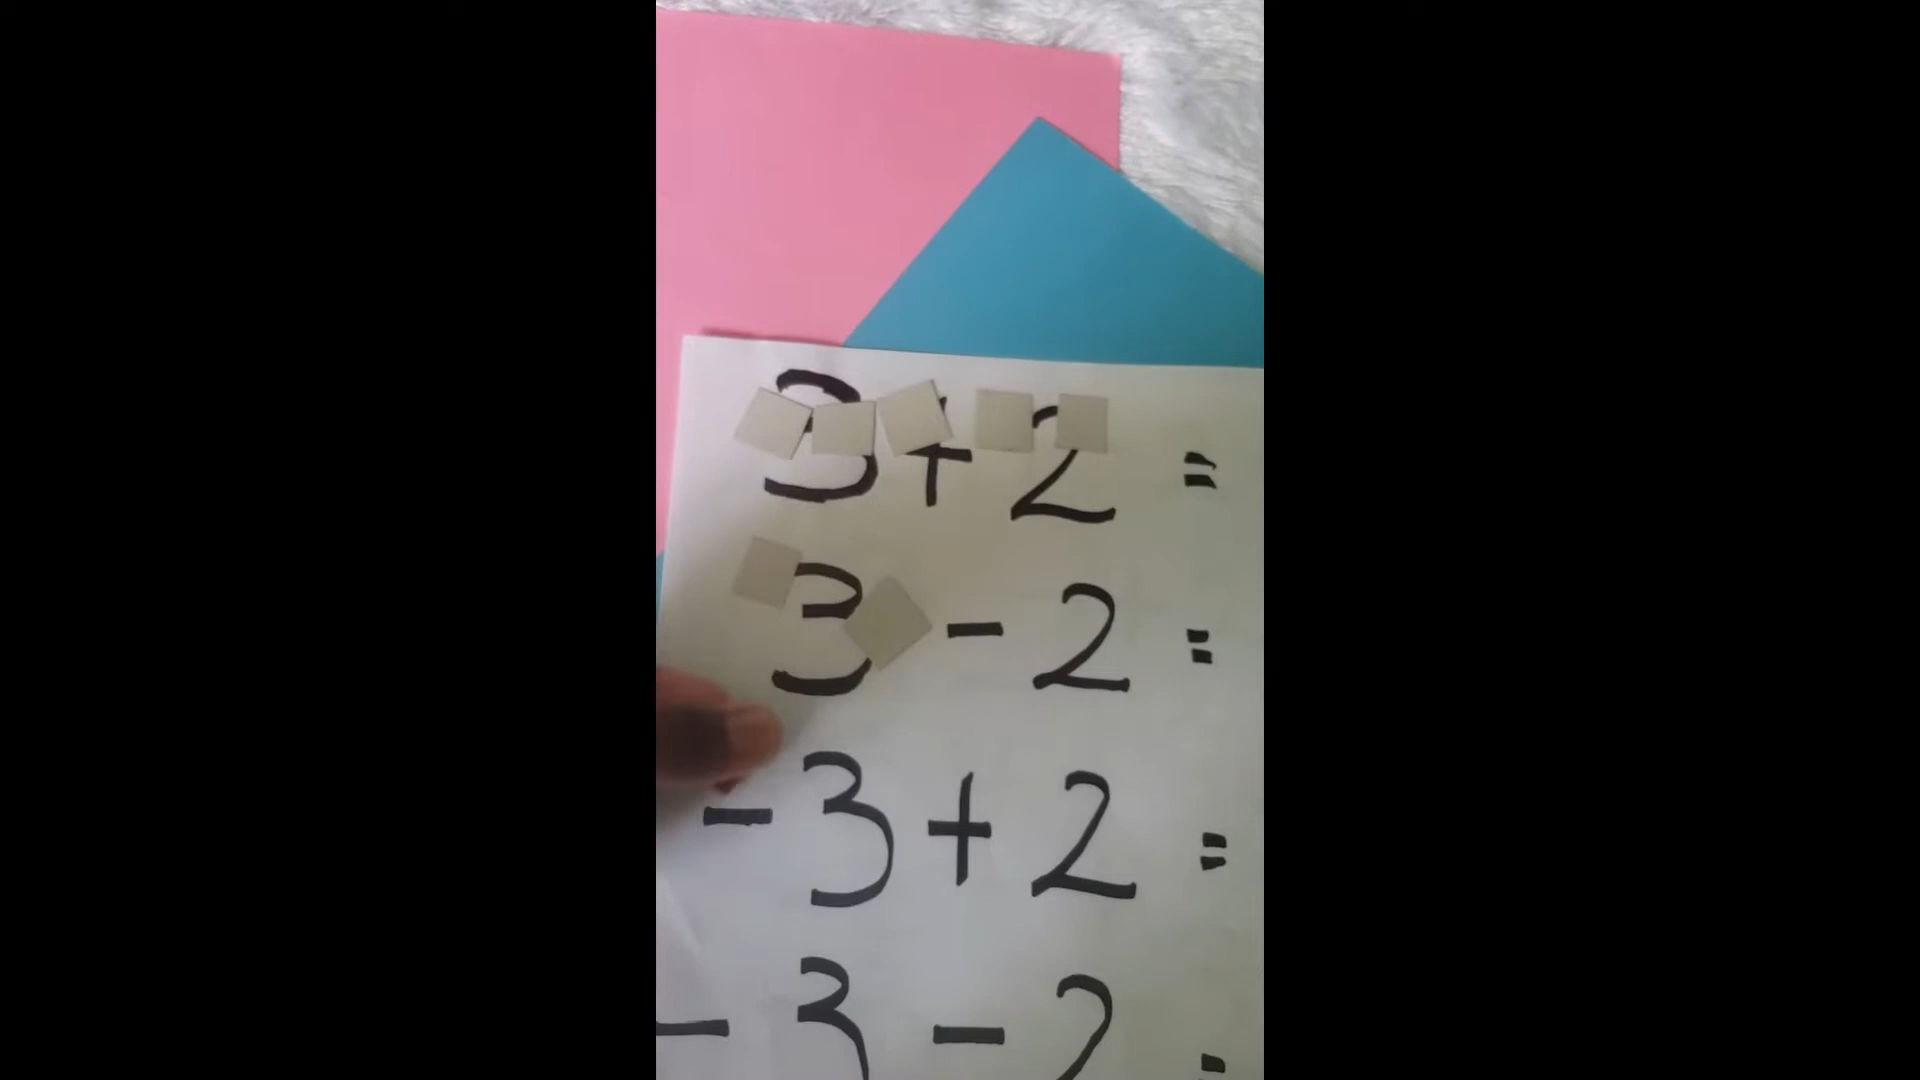 3+2 =
3 - 2 =
-3 + 2 =
- 3 - 2 =